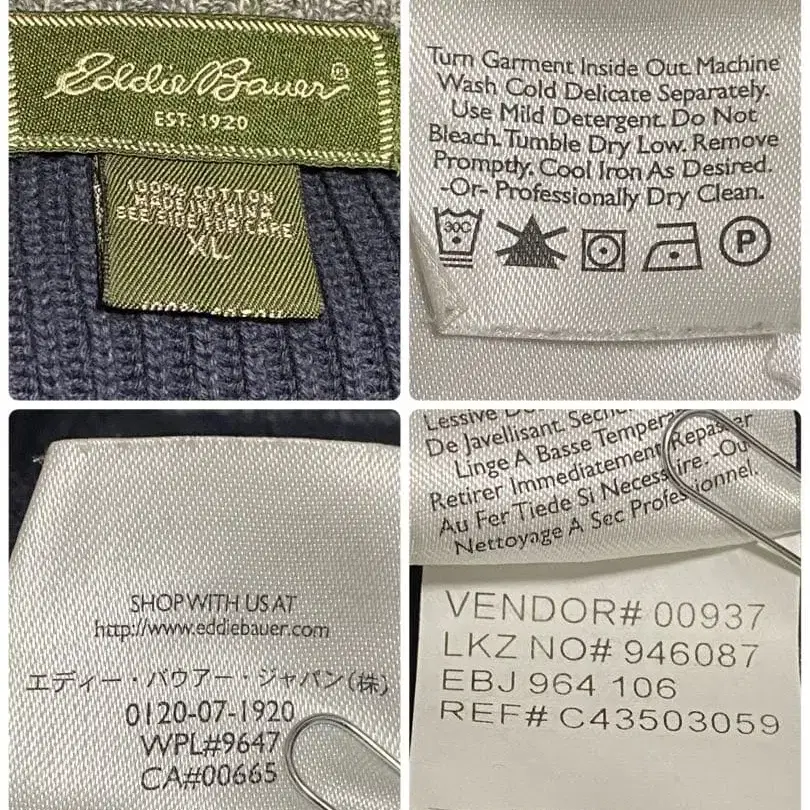 Eddie Bauer®
EST. 1920
100% COTTON
MADE IN CHINA
SEE SIDE FOR CARE
XL
Turn Garment Inside Out. Machine
Wash Cold Delicate Separately.
Use Mild Detergent. Do Not
Bleach. Tumble Dry Low. Remove
Promptly. Cool Iron As Desired.
-Or- Professionally Dry Clean.
30C
P
SHOP WITH US AT
http://www.eddiebauer.com
エディー・バウアー・ジャパン(株)
0120-07-1920
WPL#9647
CA#00665
Lessive
De Javellisant.
Linge A Basse
Retirer Immediatement. Repasser
Au Fer Tiede Si Necessaire. -Ou-
Nettoyage A Sec Professionnel.
VENDOR# 00937
LKZ NO# 946087
EBJ 964 106
REF# C43503059